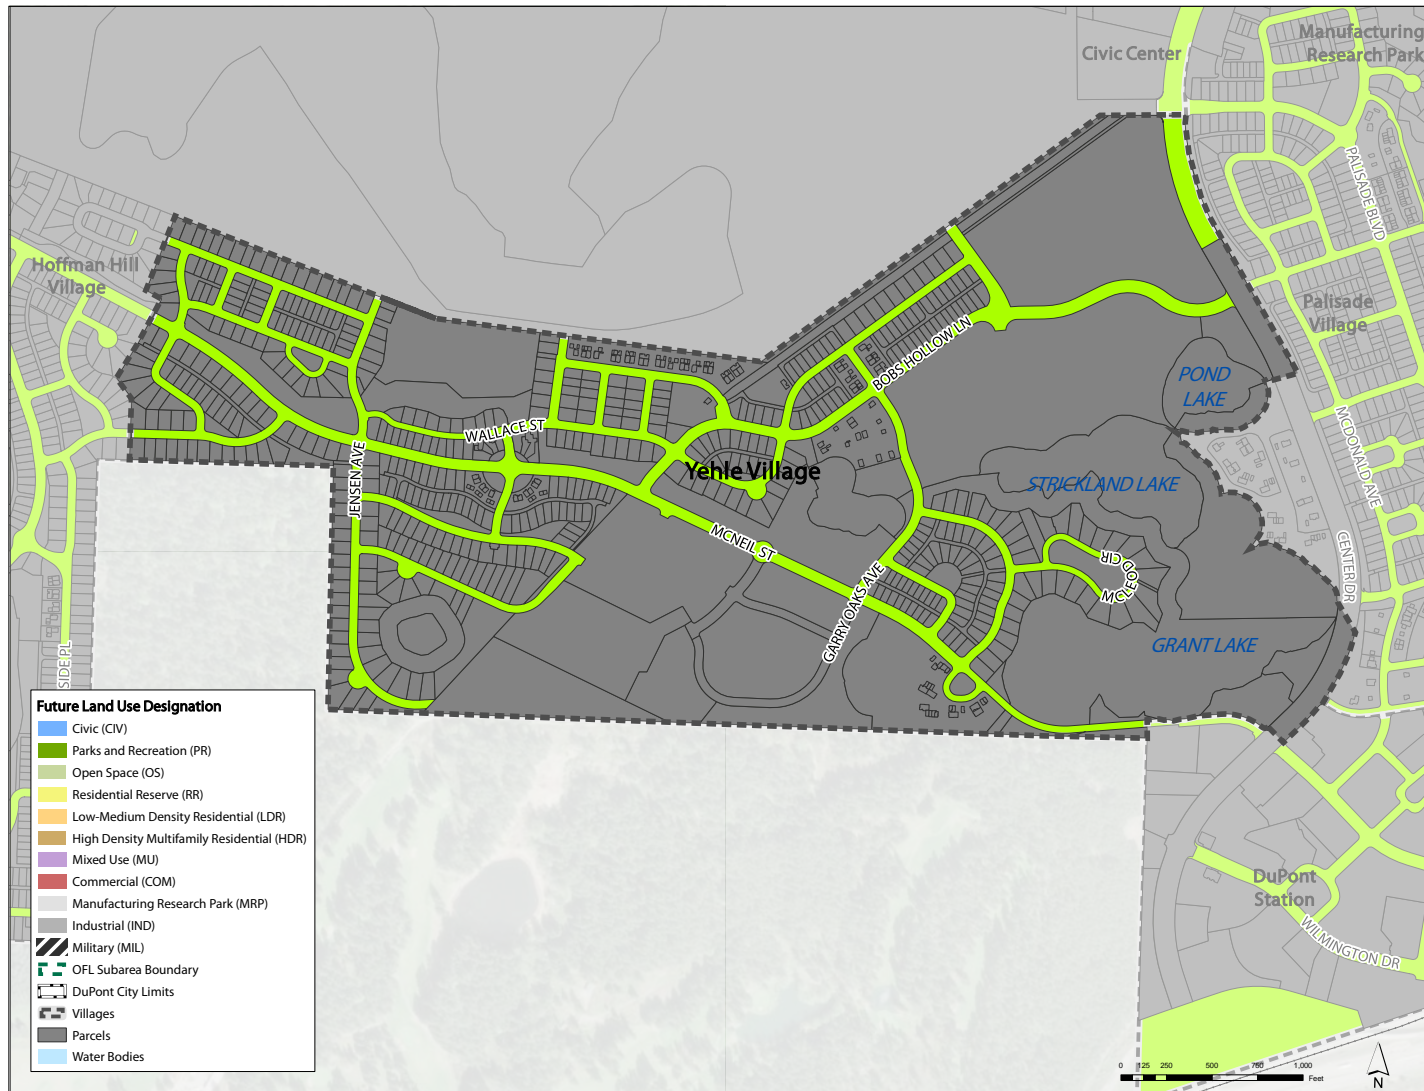 Civic Center
Manufacturing
Research Park
PALISADE BLVD
Hoffman Hill
Village
Palisade
Village
BOBS HOLLOW LN
POND
LAKE
WALLACE ST
JENSEN AVE
Yehle Village
STRICKLAND LAKE
MCDONALD AVE
MCNEIL ST
CENTER DR
MCLEOD CIR
GARRY OAKS AVE
GRANT LAKE
SIDE PL
Future Land Use Designation
Civic (CIV)
Parks and Recreation (PR)
Open Space (OS)
Residential Reserve (RR)
Low-Medium Density Residential (LDR)
High Density Multifamily Residential (HDR)
Mixed Use (MU)
Commercial (COM)
Manufacturing Research Park (MRP)
Industrial (IND)
Military (MIL)
OFL Subarea Boundary
DuPont City Limits
Villages
Parcels
Water Bodies
DuPont
Station
WILMINGTON DR
0 125 250 500 750 1,000
Feet
N